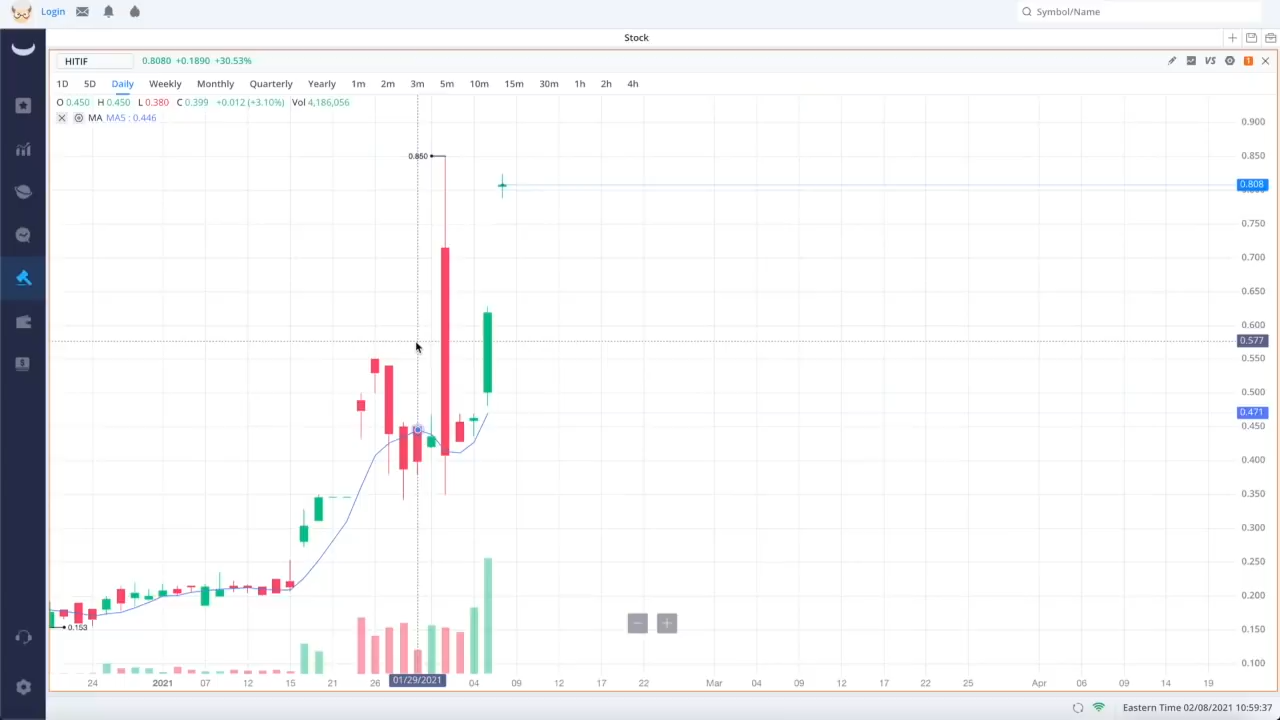 Login
Symbol/Name
Stock
HITIF 0.8080 +0.1890 +30.53% VS 1
1D 5D Daily Weekly Monthly Quarterly Yearly 1m 2m 3m 5m 10m 15m 30m 1h 2h 4h
O 0.450 H 0.450 L 0.380 C 0.399 +0.012 (+3.10%) Vol 4,186,056
MA MA5 : 0.446
0.900
0.850 0.850
0.808
0.750
0.700
0.650
0.600
0.577
0.550
0.500
0.471
0.450
0.400
0.350
0.300
0.250
0.200
0.153 0.150
0.100
24 2021 07 12 15 21 26 01/29/2021 04 09 12 17 22 Mar 04 09 12 17 22 25 Apr 06 09 14 19
Eastern Time 02/08/2021 10:59:37